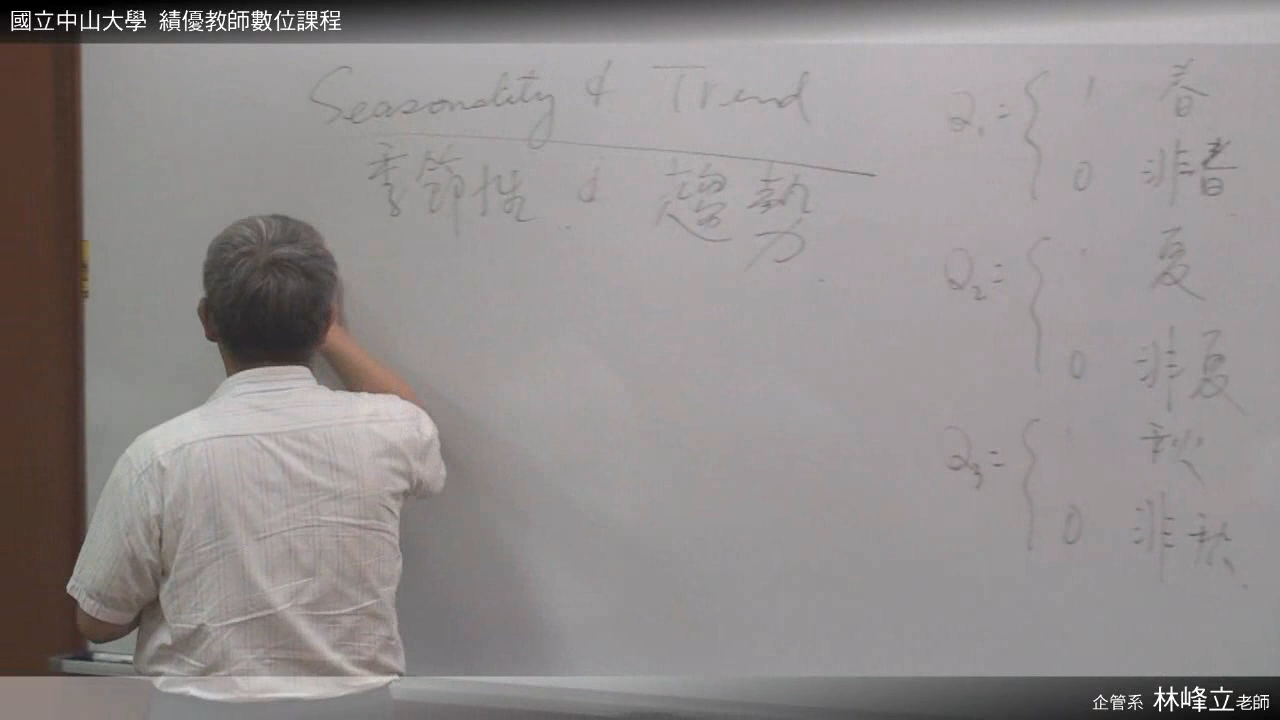 國立中山大學 績優教師數位課程
Seasonality & Trend
季節性 & 趨勢
Q₁= { 1 春
0 非春
Q₂= { 1 夏
0 非夏
Q₃= { 1 秋
0 非秋
企管系 林峰立老師